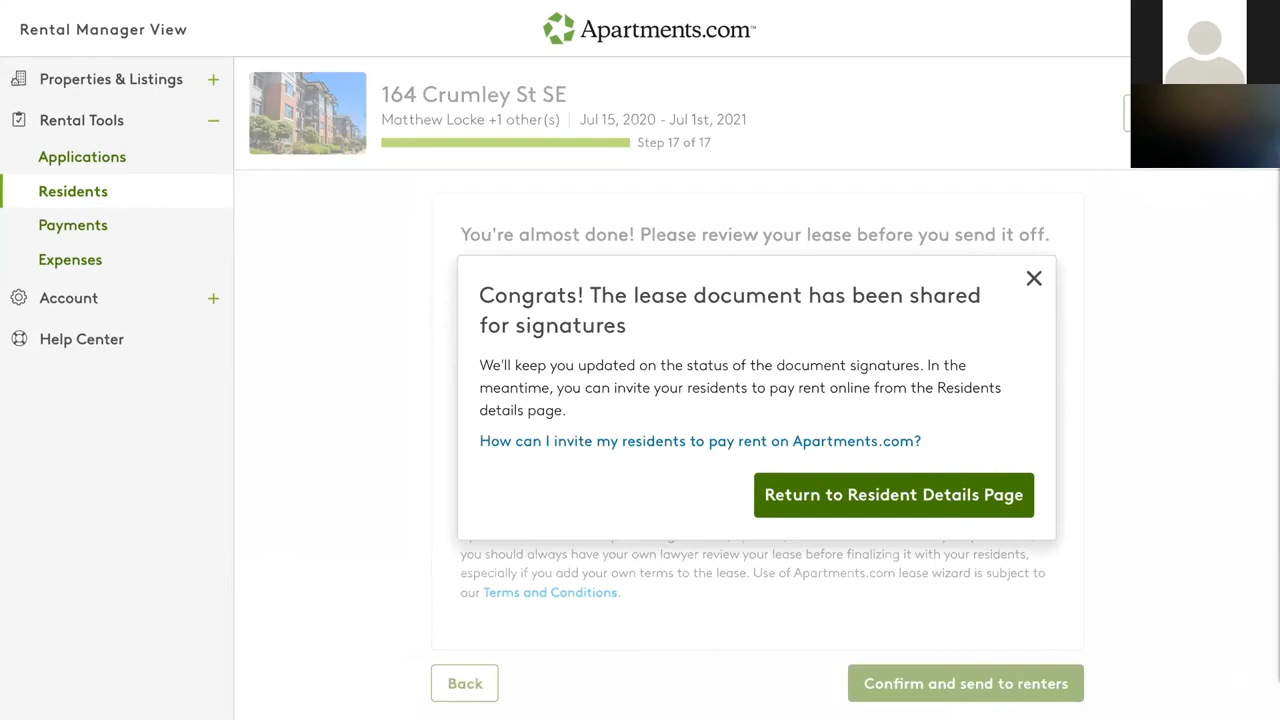 Rental Manager View
Apartments.com™
Properties & Listings +
Rental Tools −
Applications
Residents
Payments
Expenses
Account +
Help Center
164 Crumley St SE
Matthew Locke +1 other(s) | Jul 15, 2020 - Jul 1st, 2021
Step 17 of 17
You're almost done! Please review your lease before you send it off.
Congrats! The lease document has been shared
for signatures
We'll keep you updated on the status of the document signatures. In the
meantime, you can invite your residents to pay rent online from the Residents
details page.
How can I invite my residents to pay rent on Apartments.com?
Return to Resident Details Page
you should always have your own lawyer review your lease before finalizing it with your residents,
especially if you add your own terms to the lease. Use of Apartments.com lease wizard is subject to
our Terms and Conditions.
Back
Confirm and send to renters